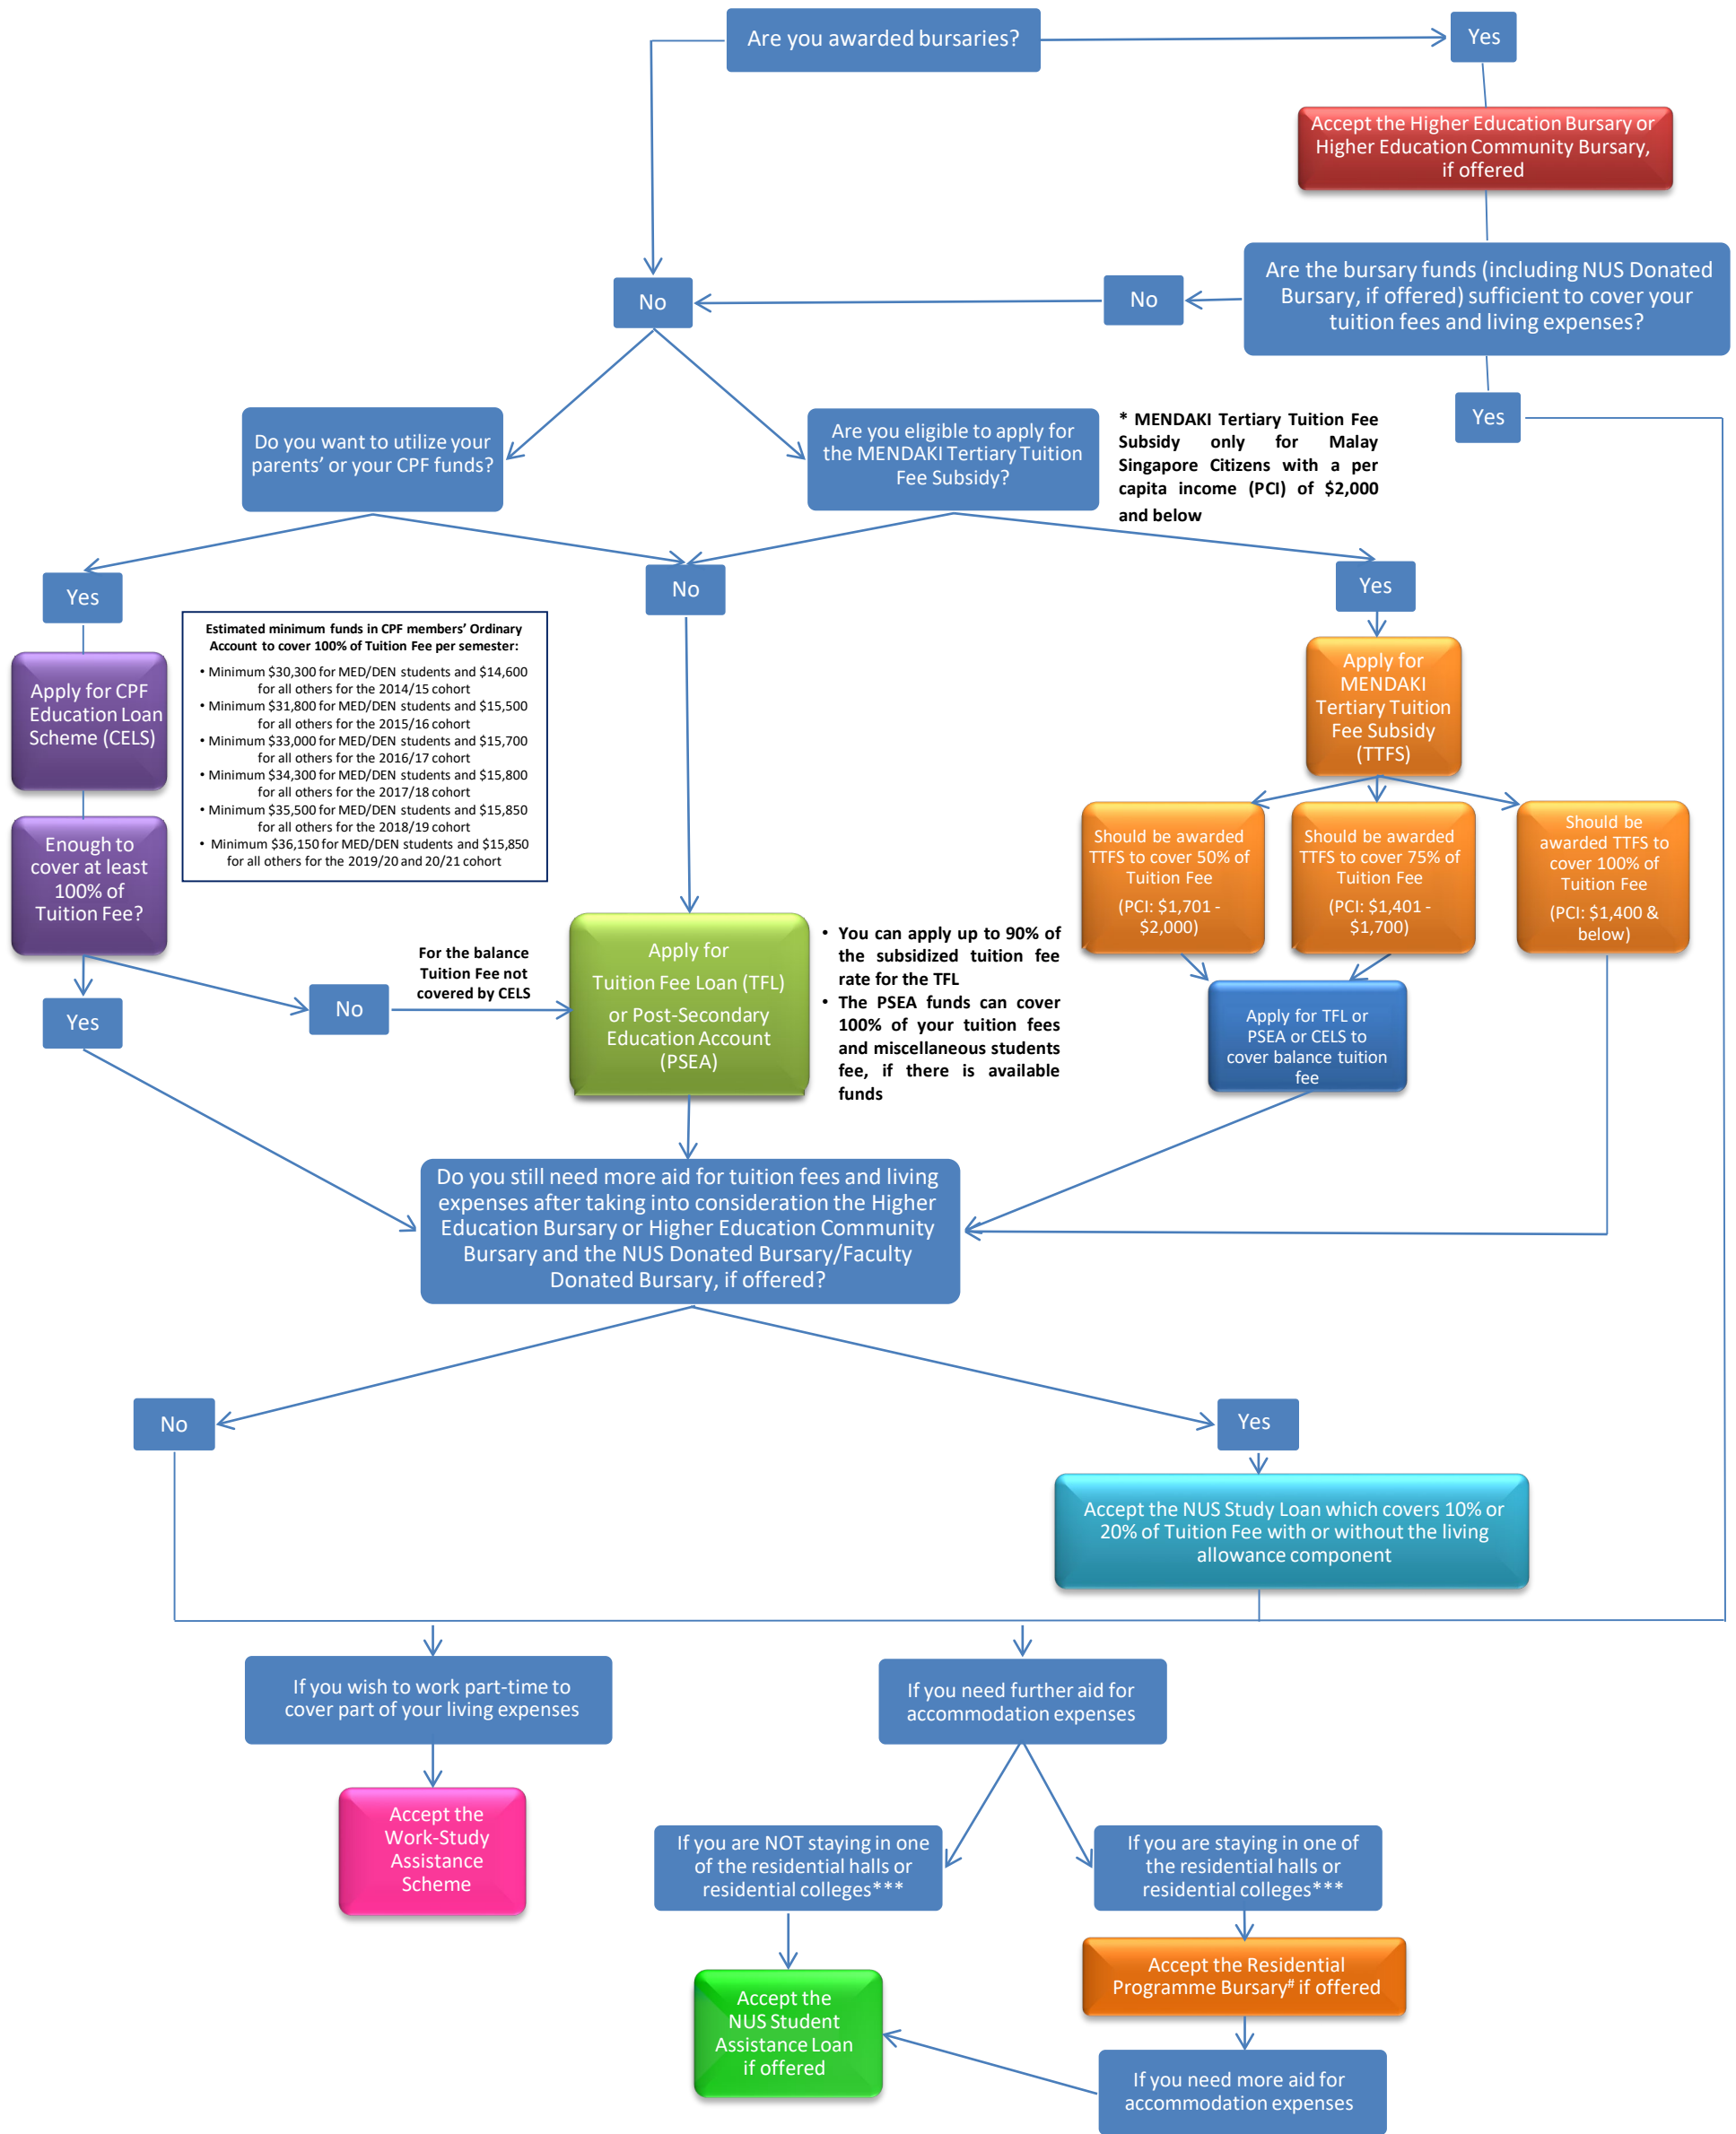 Are you awarded bursaries?
Yes
Accept the Higher Education Bursary or
Higher Education Community Bursary,
if offered
Are the bursary funds (including NUS Donated
Bursary, if offered) sufficient to cover your
tuition fees and living expenses?
No
No
Yes
Do you want to utilize your
parents’ or your CPF funds?
Are you eligible to apply for
the MENDAKI Tertiary Tuition
Fee Subsidy?
* MENDAKI Tertiary Tuition Fee
Subsidy only for Malay
Singapore Citizens with a per
capita income (PCI) of $2,000
and below
Yes
No
Yes
Estimated minimum funds in CPF members’ Ordinary
Account to cover 100% of Tuition Fee per semester:
• Minimum $30,300 for MED/DEN students and $14,600
for all others for the 2014/15 cohort
• Minimum $31,800 for MED/DEN students and $15,500
for all others for the 2015/16 cohort
• Minimum $33,000 for MED/DEN students and $15,700
for all others for the 2016/17 cohort
• Minimum $34,300 for MED/DEN students and $15,800
for all others for the 2017/18 cohort
• Minimum $35,500 for MED/DEN students and $15,850
for all others for the 2018/19 cohort
• Minimum $36,150 for MED/DEN students and $15,850
for all others for the 2019/20 and 20/21 cohort
Apply for CPF
Education Loan
Scheme (CELS)
Enough to
cover at least
100% of
Tuition Fee?
Apply for
MENDAKI
Tertiary Tuition
Fee Subsidy
(TTFS)
Should be awarded
TTFS to cover 50% of
Tuition Fee
(PCI: $1,701 -
$2,000)
Should be awarded
TTFS to cover 75% of
Tuition Fee
(PCI: $1,401 -
$1,700)
Should be
awarded TTFS to
cover 100% of
Tuition Fee
(PCI: $1,400 &
below)
Yes
No
For the balance
Tuition Fee not
covered by CELS
Apply for
Tuition Fee Loan (TFL)
or Post-Secondary
Education Account
(PSEA)
• You can apply up to 90% of
the subsidized tuition fee
rate for the TFL
• The PSEA funds can cover
100% of your tuition fees
and miscellaneous students
fee, if there is available
funds
Apply for TFL or
PSEA or CELS to
cover balance tuition
fee
Do you still need more aid for tuition fees and living
expenses after taking into consideration the Higher
Education Bursary or Higher Education Community
Bursary and the NUS Donated Bursary/Faculty
Donated Bursary, if offered?
No
Yes
Accept the NUS Study Loan which covers 10% or
20% of Tuition Fee with or without the living
allowance component
If you wish to work part-time to
cover part of your living expenses
If you need further aid for
accommodation expenses
Accept the
Work-Study
Assistance
Scheme
If you are NOT staying in one
of the residential halls or
residential colleges***
If you are staying in one of
the residential halls or
residential colleges***
Accept the Residential
Programme Bursary# if offered
Accept the
NUS Student
Assistance Loan
if offered
If you need more aid for
accommodation expenses